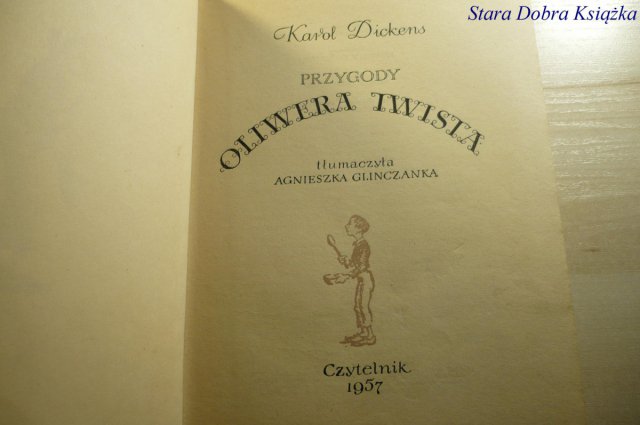 Stara Dobra Książka
Karol Dickens
PRZYGODY
OLIWERA TWISTA
tłumaczyła
AGNIESZKA GLINCZANKA
Czytelnik
1957